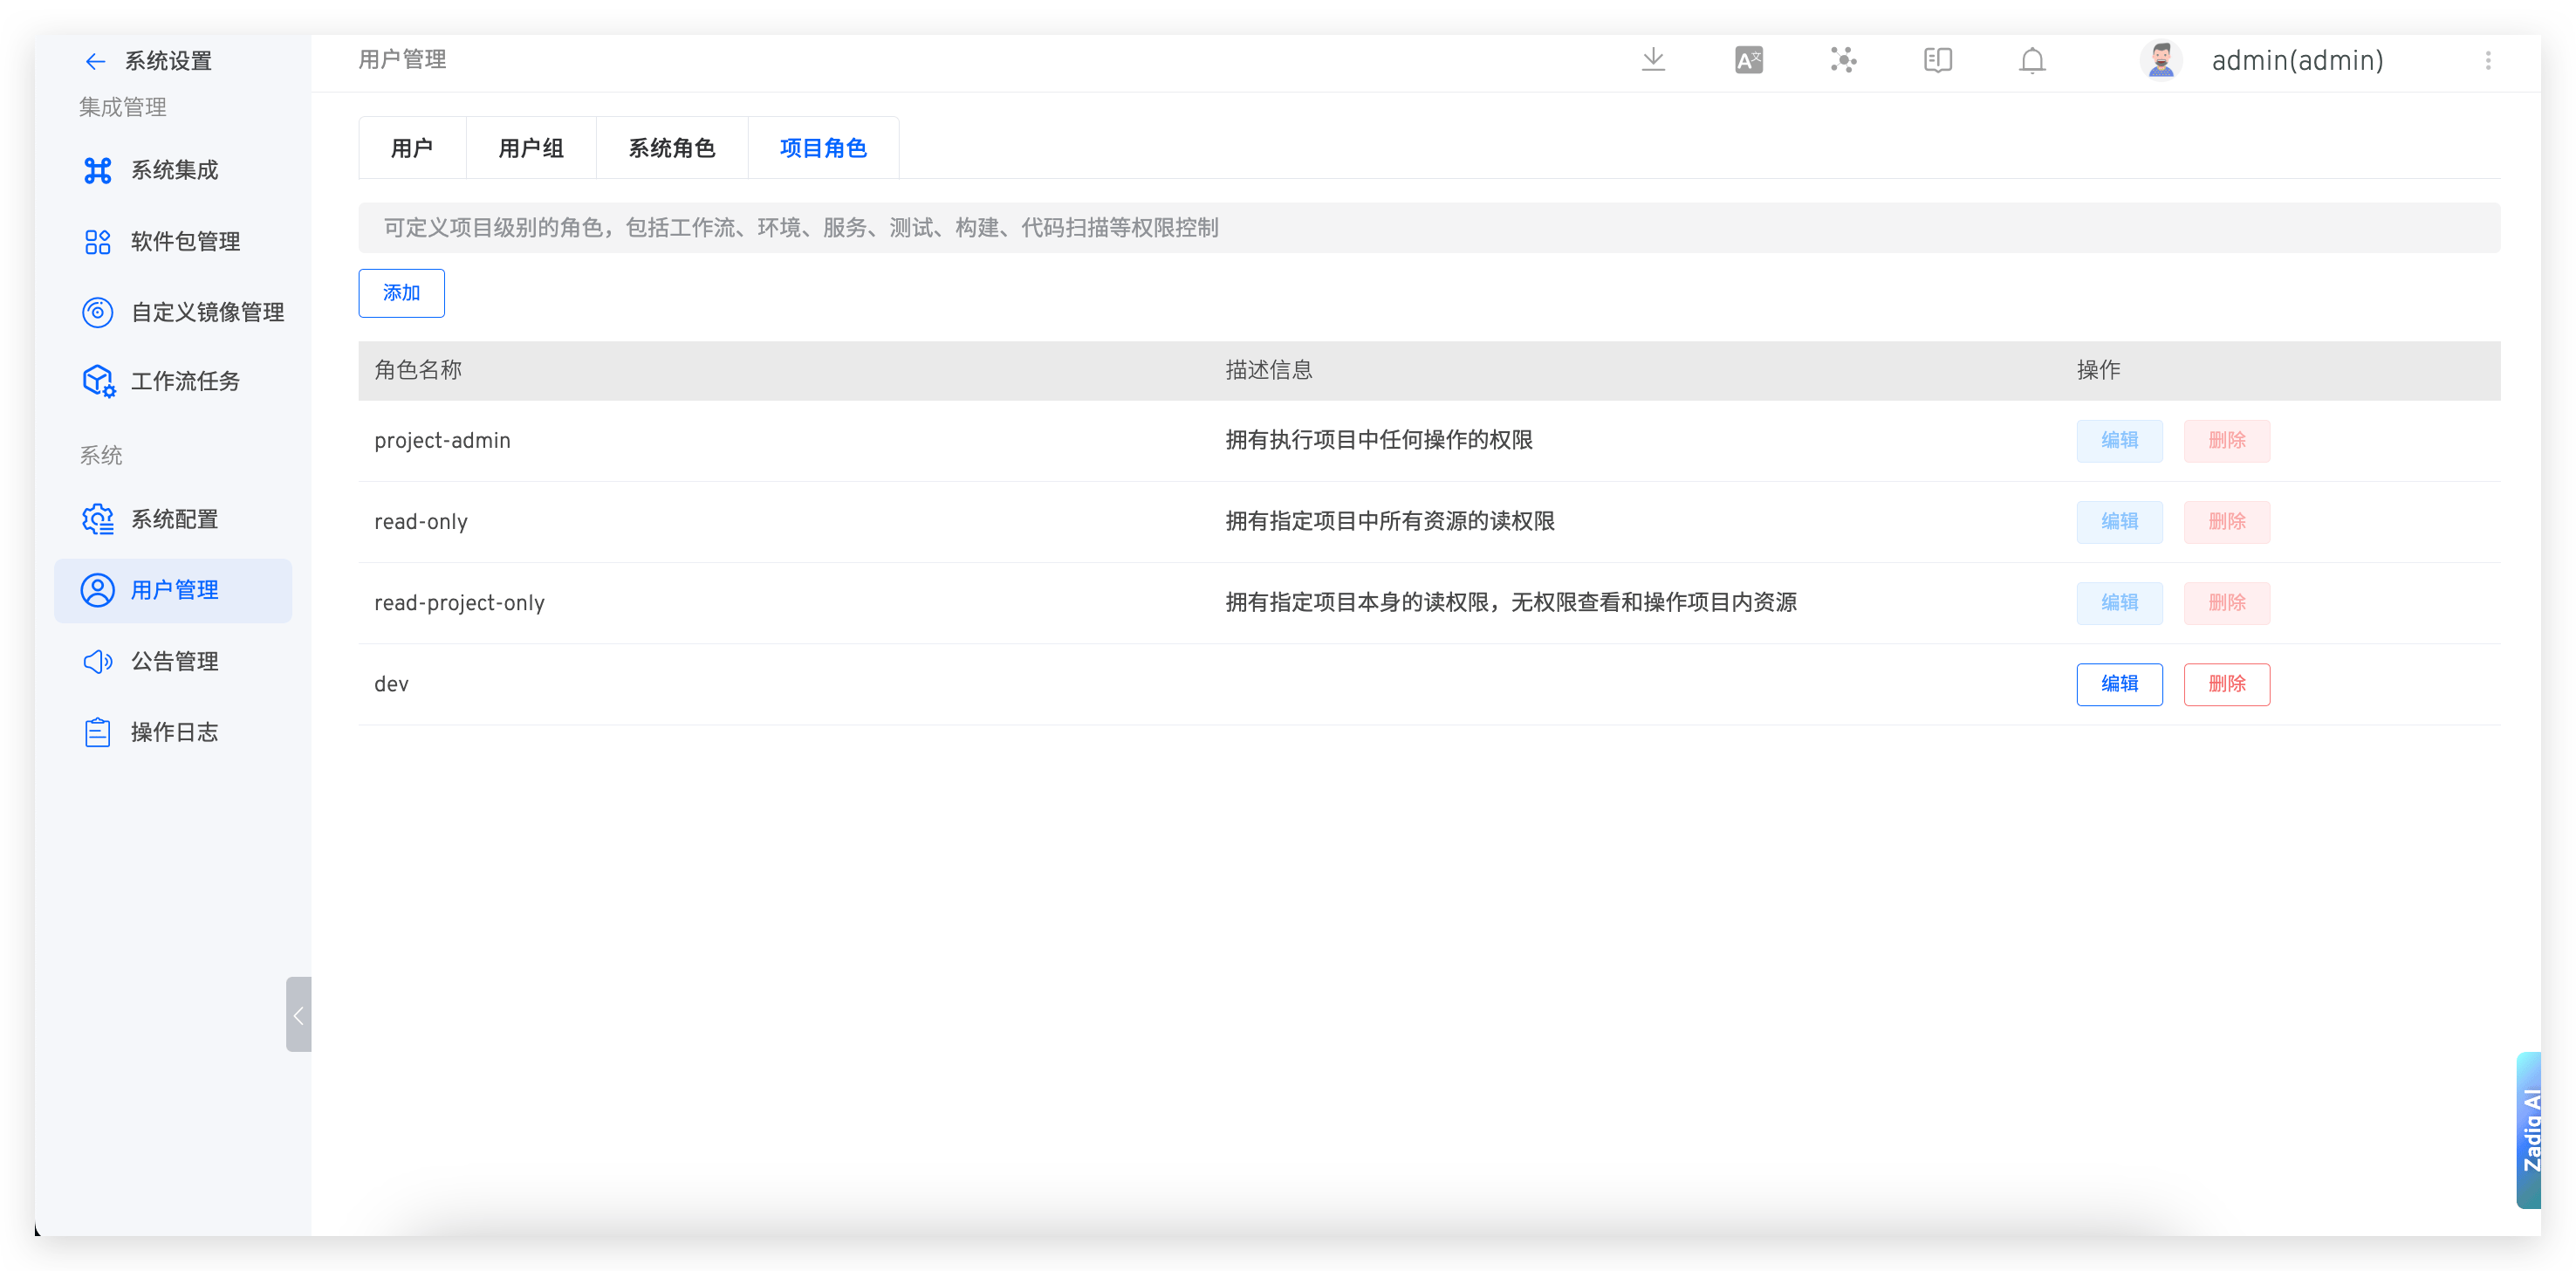 系统设置
集成管理
系统集成
软件包管理
自定义镜像管理
工作流任务
系统
系统配置
用户管理
公告管理
操作日志
用户管理
A文
admin(admin)
用户 用户组 系统角色 项目角色
可定义项目级别的角色，包括工作流、环境、服务、测试、构建、代码扫描等权限控制
添加
角色名称 描述信息 操作
project-admin 拥有执行项目中任何操作的权限 编辑 删除
read-only 拥有指定项目中所有资源的读权限 编辑 删除
read-project-only 拥有指定项目本身的读权限，无权限查看和操作项目内资源 编辑 删除
dev 编辑 删除
Zadig AI